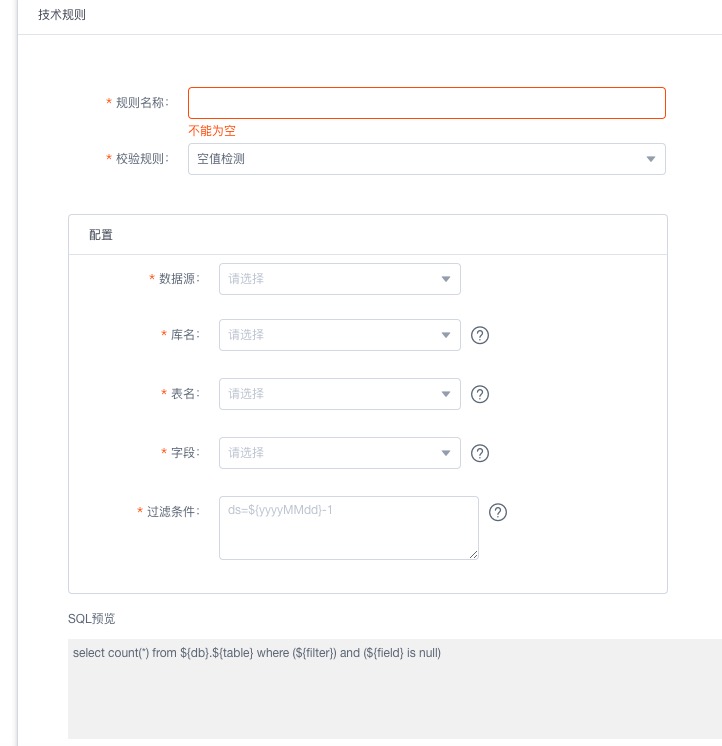 技术规则
* 规则名称：
不能为空
* 校验规则： 空值检测
配置
* 数据源： 请选择
* 库名： 请选择 ?
* 表名： 请选择 ?
* 字段： 请选择 ?
* 过滤条件： ds=${yyyyMMdd}-1 ?
SQL预览
select count(*) from ${db}.${table} where (${filter}) and (${field} is null)